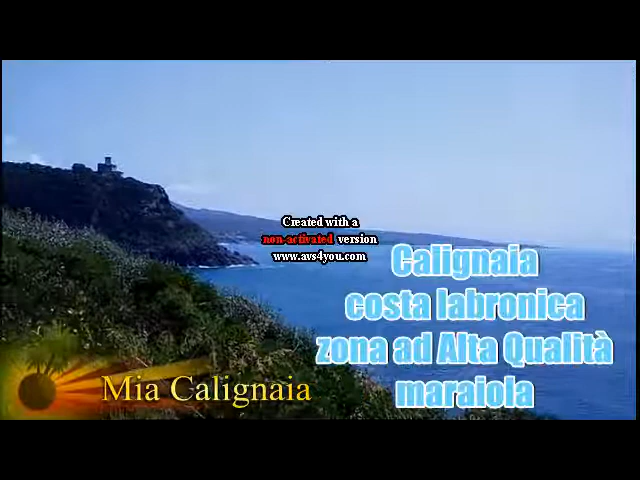 Created with a
non-activated version
www.avs4you.com
Calignaia
costa labronica
zona ad Alta Qualità
maraiola
Mia Calignaia